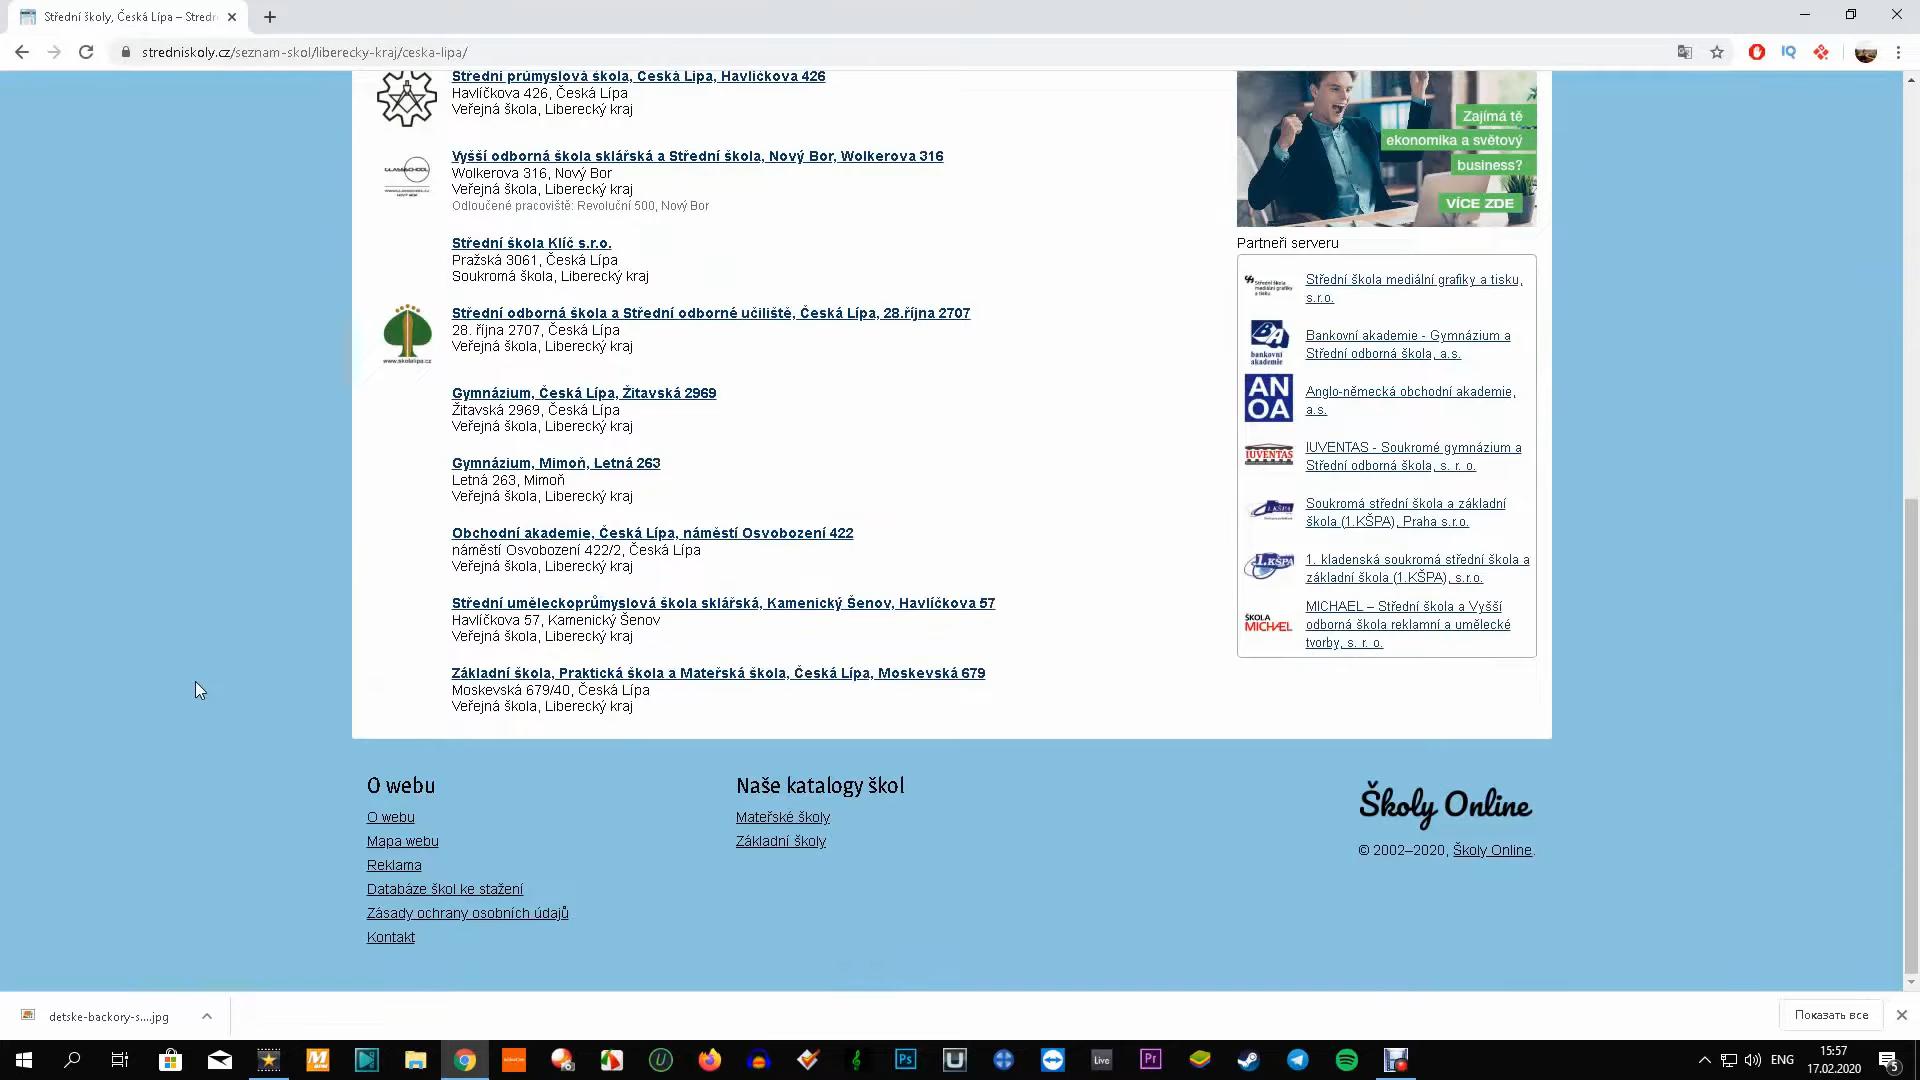 Střední školy, Česká Lípa – Stredn
stredniskoly.cz/seznam-skol/liberecky-kraj/ceska-lipa/
Střední průmyslová škola, Česká Lípa, Havlíčkova 426
Havlíčkova 426, Česká Lípa
Veřejná škola, Liberecký kraj
Vyšší odborná škola sklářská a Střední škola, Nový Bor, Wolkerova 316
Wolkerova 316, Nový Bor
Veřejná škola, Liberecký kraj
Odloučené pracoviště: Revoluční 500, Nový Bor
Střední škola Klíč s.r.o.
Pražská 3061, Česká Lípa
Soukromá škola, Liberecký kraj
www.skolalipa.cz
Střední odborná škola a Střední odborné učiliště, Česká Lípa, 28.října 2707
28. října 2707, Česká Lípa
Veřejná škola, Liberecký kraj
Gymnázium, Česká Lípa, Žitavská 2969
Žitavská 2969, Česká Lípa
Veřejná škola, Liberecký kraj
Gymnázium, Mimoň, Letná 263
Letná 263, Mimoň
Veřejná škola, Liberecký kraj
Obchodní akademie, Česká Lípa, náměstí Osvobození 422
náměstí Osvobození 422/2, Česká Lípa
Veřejná škola, Liberecký kraj
Střední uměleckoprůmyslová škola sklářská, Kamenický Šenov, Havlíčkova 57
Havlíčkova 57, Kamenický Šenov
Veřejná škola, Liberecký kraj
Základní škola, Praktická škola a Mateřská škola, Česká Lípa, Moskevská 679
Moskevská 679/40, Česká Lípa
Veřejná škola, Liberecký kraj
Zajímá tě
ekonomika a světový
business?
VÍCE ZDE
Partneři serveru
Střední škola mediální grafiky a tisku,
s.r.o.
BA
bankovní
akademie
Bankovní akademie - Gymnázium a
Střední odborná škola, a.s.
AN
OA
Anglo-německá obchodní akademie,
a.s.
IUVENTAS
IUVENTAS - Soukromé gymnázium a
Střední odborná škola, s. r. o.
Soukromá střední škola a základní
škola (1.KŠPA), Praha s.r.o.
1.KŠPA
1. kladenská soukromá střední škola a
základní škola (1.KŠPA), s.r.o.
ŠKOLA
MICHAEL
MICHAEL – Střední škola a Vyšší
odborná škola reklamní a umělecké
tvorby, s. r. o.
O webu
O webu
Mapa webu
Reklama
Databáze škol ke stažení
Zásady ochrany osobních údajů
Kontakt
Naše katalogy škol
Mateřské školy
Základní školy
Školy Online
© 2002–2020, Školy Online.
detske-backory-s....jpg
Показать все
Ps
Live
Pr
ENG
15:57
17.02.2020
5